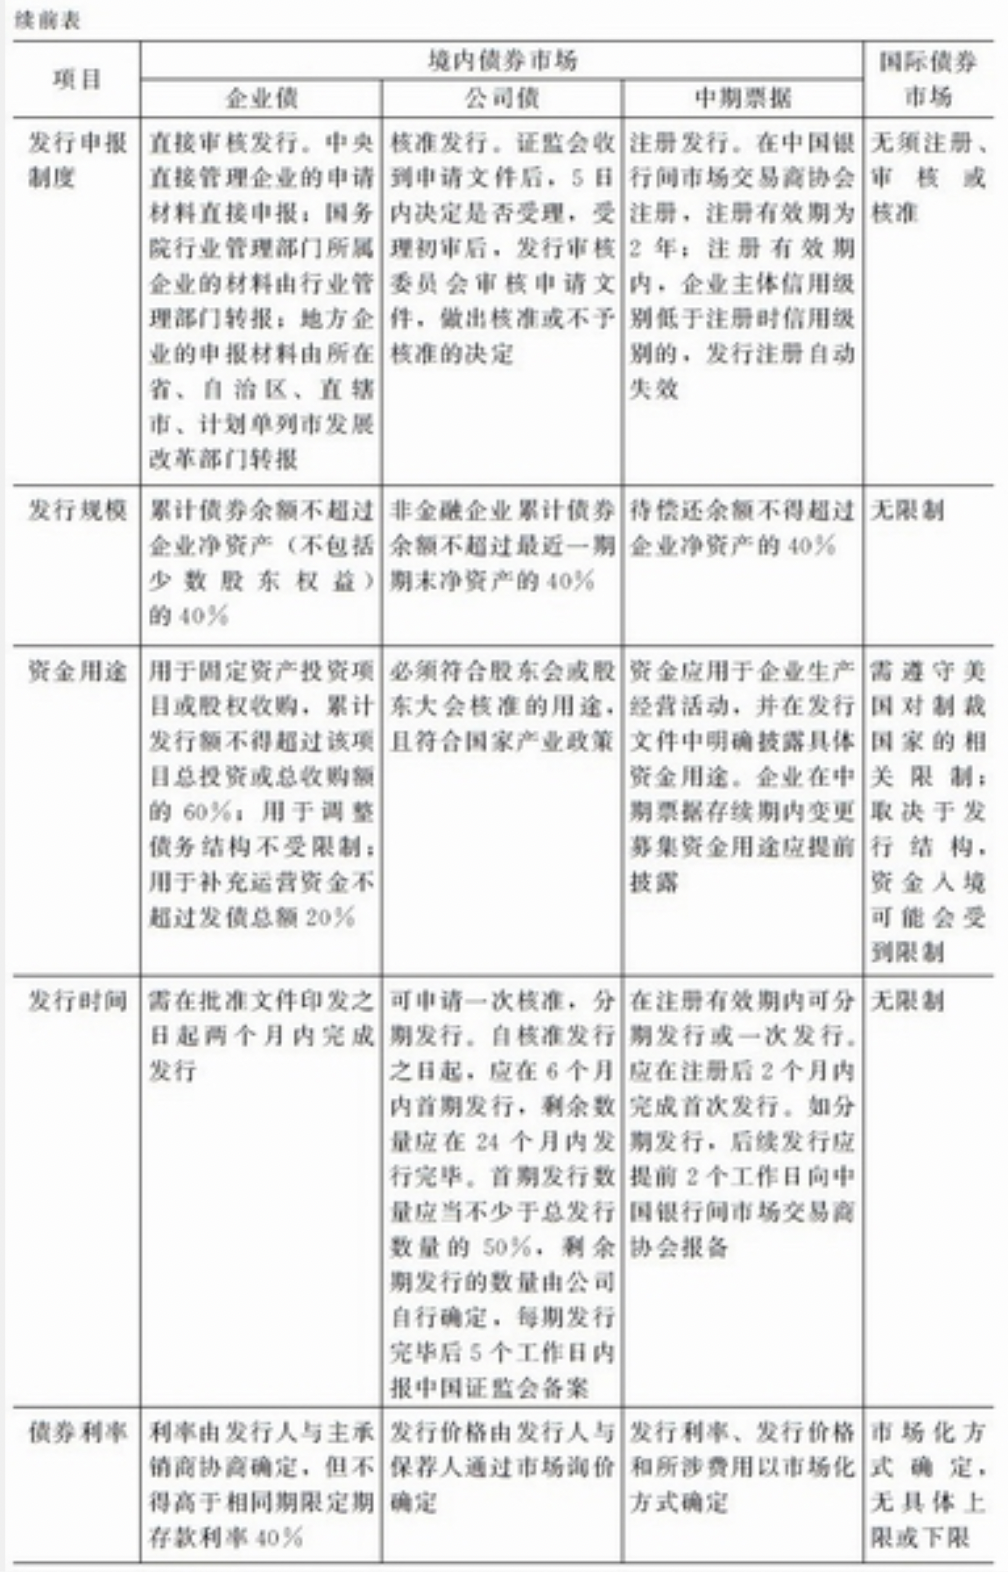 续前表
项目
境内债券市场
国际债券
市场
企业债
公司债
中期票据
发行申报
制度
直接审核发行。中央
直接管理企业的申请
材料直接申报；国务
院行业管理部门所属
企业的材料由行业管
理部门转报；地方企
业的申报材料由所在
省、自治区、直辖
市、计划单列市发展
改革部门转报
核准发行。证监会收
到申请文件后，5日
内决定是否受理，受
理初审后，发行审核
委员会审核申请文
件，做出核准或不予
核准的决定
注册发行。在中国银
行间市场交易商协会
注册，注册有效期为
2年；注册有效期
内，企业主体信用级
别低于注册时信用级
别的，发行注册自动
失效
无须注册、
审核或
核准
发行规模
累计债券余额不超过
企业净资产（不包括
少数股东权益）
的40%
非金融企业累计债券
余额不超过最近一期
期末净资产的40%
待偿还余额不得超过
企业净资产的40%
无限制
资金用途
用于固定资产投资项
目或股权收购，累计
发行额不得超过该项
目总投资或总收购额
的60%；用于调整
债务结构不受限制；
用于补充运营资金不
超过发债总额20%
必须符合股东会或股
东大会核准的用途，
且符合国家产业政策
资金应用于企业生产
经营活动，并在发行
文件中明确披露具体
资金用途。企业在中
期票据存续期内变更
募集资金用途应提前
披露
需遵守美
国对制裁
国家的相
关限制；
取决于发
行结构，
资金入境
可能会受
到限制
发行时间
需在批准文件印发之
日起两个月内完成
发行
可申请一次核准，分
期发行。自核准发行
之日起，应在6个月
内首期发行，剩余数
量应在24个月内发
行完毕。首期发行数
量应当不少于总发行
数量的50%，剩余
期发行的数量由公司
自行确定，每期发行
完毕后5个工作日内
报中国证监会备案
在注册有效期内可分
期发行或一次发行。
应在注册后2个月内
完成首次发行。如分
期发行，后续发行应
提前2个工作日向中
国银行间市场交易商
协会报备
无限制
债券利率
利率由发行人与主承
销商协商确定，但不
得高于相同期限定期
存款利率40%
发行价格由发行人与
保荐人通过市场询价
确定
发行利率、发行价格
和所涉费用以市场化
方式确定
市场化方
式确定，
无具体上
限或下限